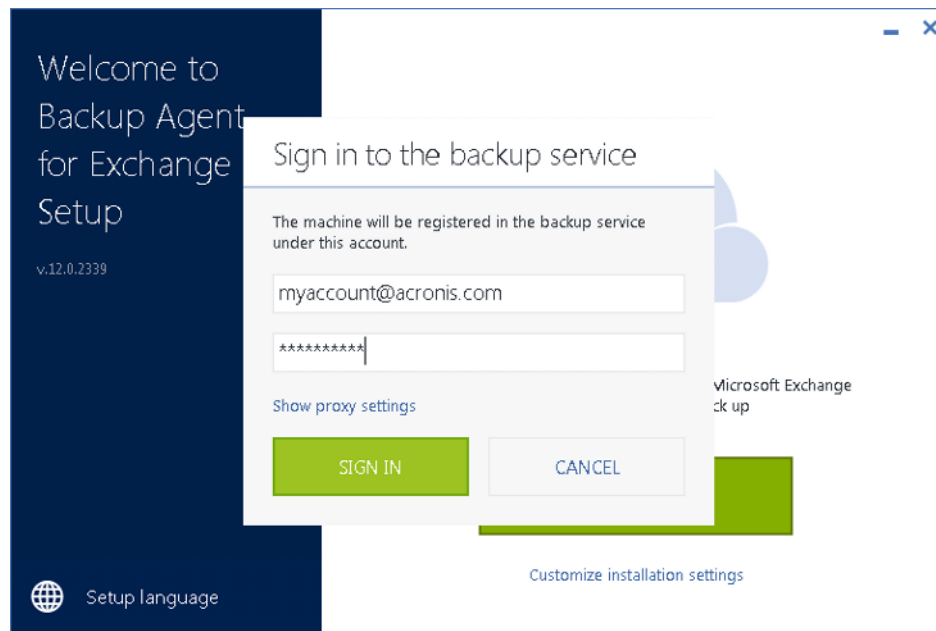 Welcome to
Backup Agent
for Exchange
Setup
v.12.0.2339
Sign in to the backup service
The machine will be registered in the backup service
under this account.
myaccount@acronis.com
**********
Show proxy settings
SIGN IN
CANCEL
Microsoft Exchange
up
Customize installation settings
Setup language